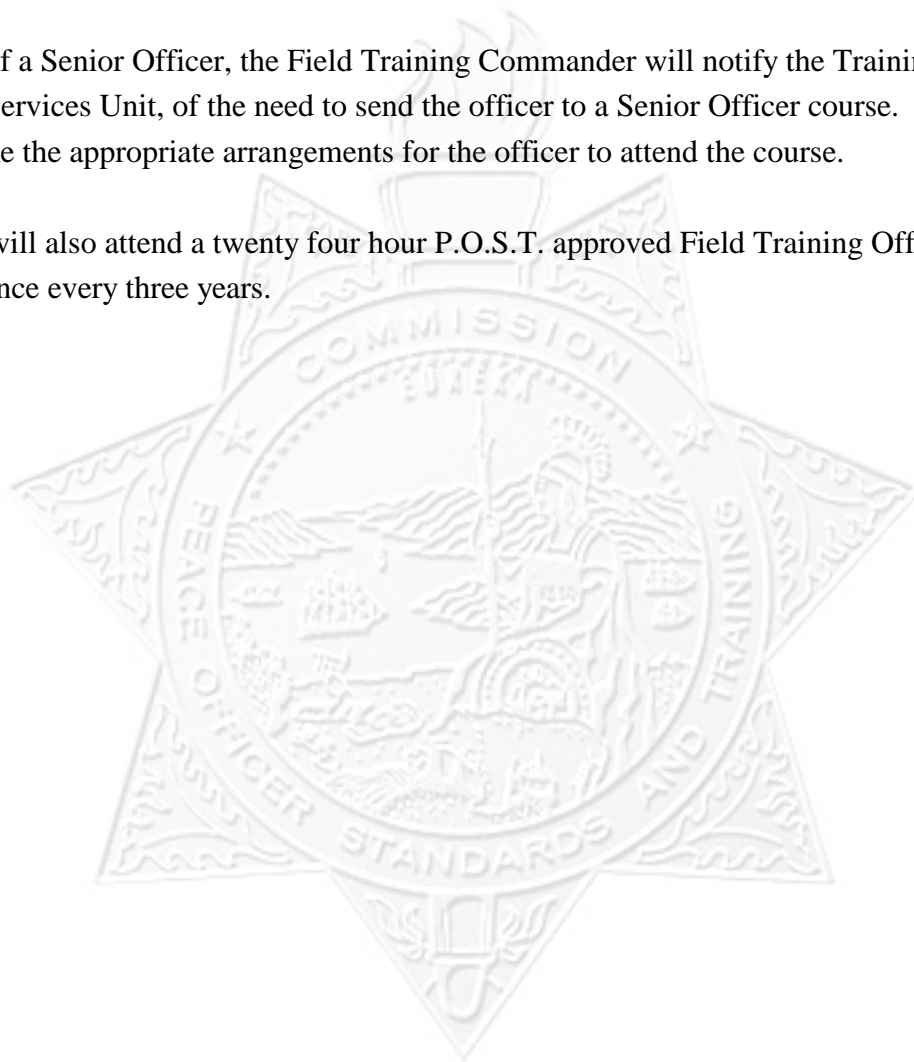 f a Senior Officer, the Field Training Commander will notify the Trainin
ervices Unit, of the need to send the officer to a Senior Officer course.
e the appropriate arrangements for the officer to attend the course.
will also attend a twenty four hour P.O.S.T. approved Field Training Off
nce every three years.
COMMISSION
EUREKA
PEACE OFFICER STANDARDS AND TRAINING